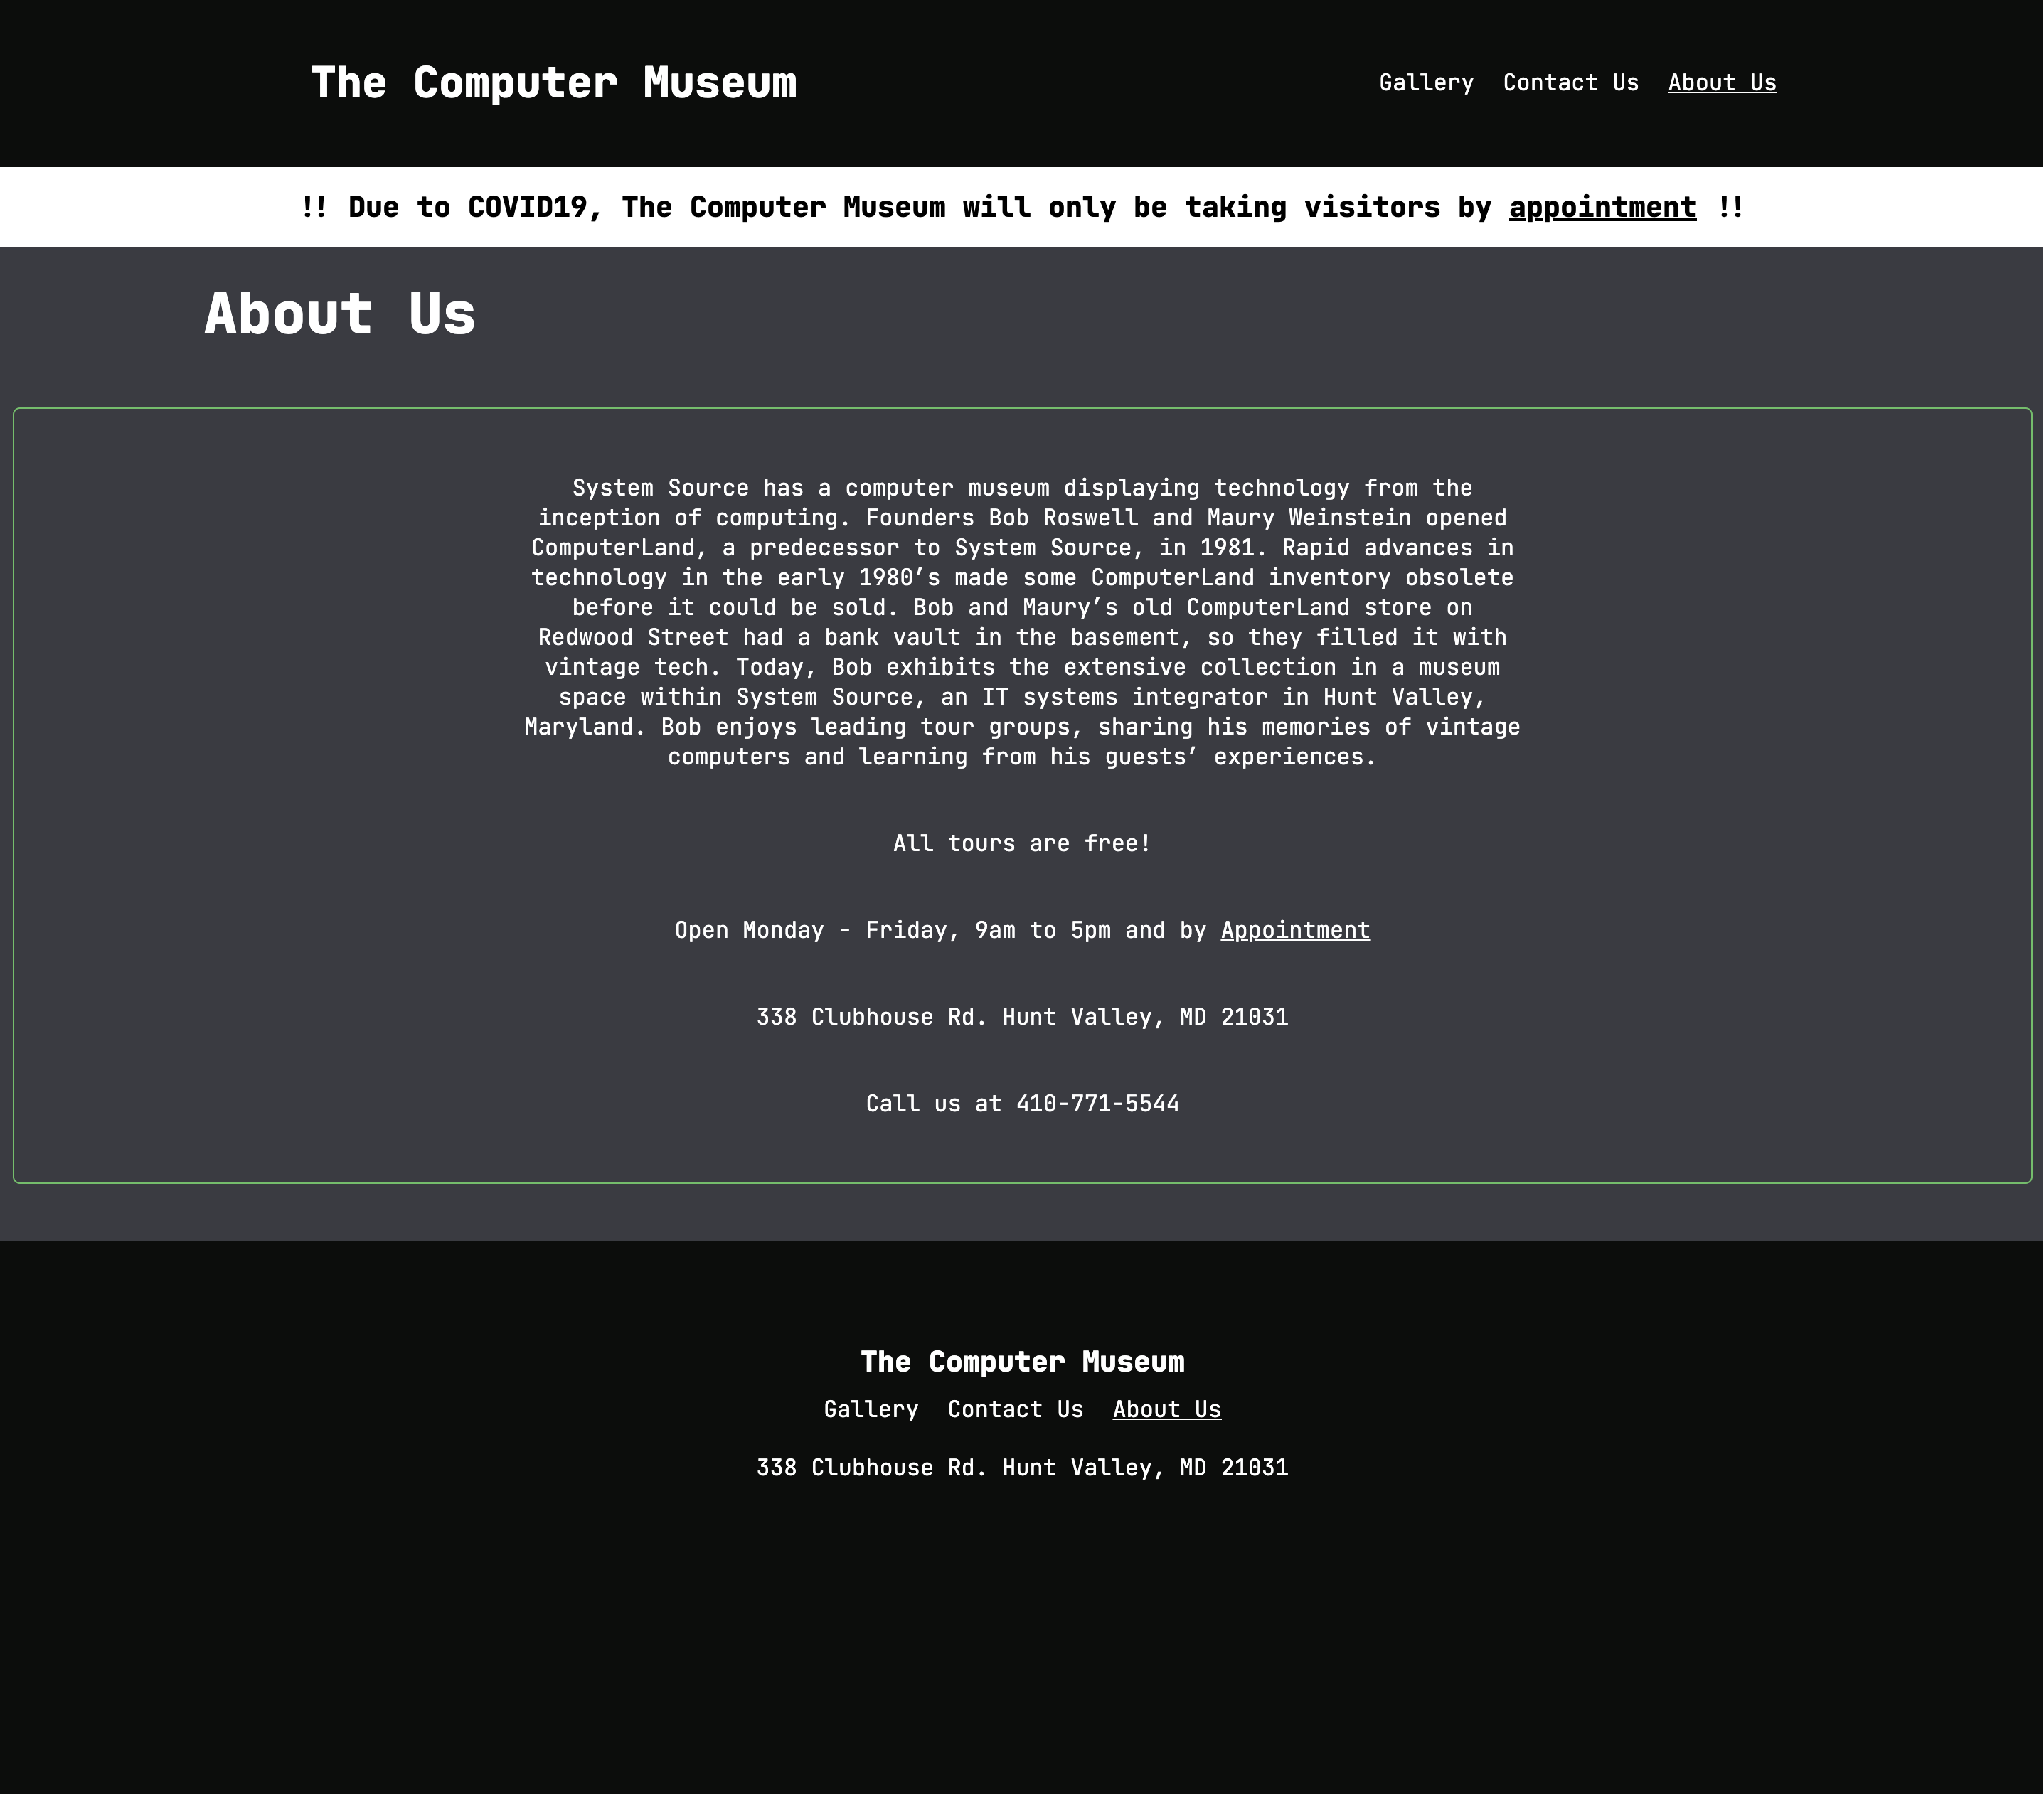 The Computer Museum
Gallery Contact Us About Us
!! Due to COVID19, The Computer Museum will only be taking visitors by appointment !!
About Us
System Source has a computer museum displaying technology from the
inception of computing. Founders Bob Roswell and Maury Weinstein opened
ComputerLand, a predecessor to System Source, in 1981. Rapid advances in
technology in the early 1980’s made some ComputerLand inventory obsolete
before it could be sold. Bob and Maury’s old ComputerLand store on
Redwood Street had a bank vault in the basement, so they filled it with
vintage tech. Today, Bob exhibits the extensive collection in a museum
space within System Source, an IT systems integrator in Hunt Valley,
Maryland. Bob enjoys leading tour groups, sharing his memories of vintage
computers and learning from his guests’ experiences.
All tours are free!
Open Monday - Friday, 9am to 5pm and by Appointment
338 Clubhouse Rd. Hunt Valley, MD 21031
Call us at 410-771-5544
The Computer Museum
Gallery Contact Us About Us
338 Clubhouse Rd. Hunt Valley, MD 21031